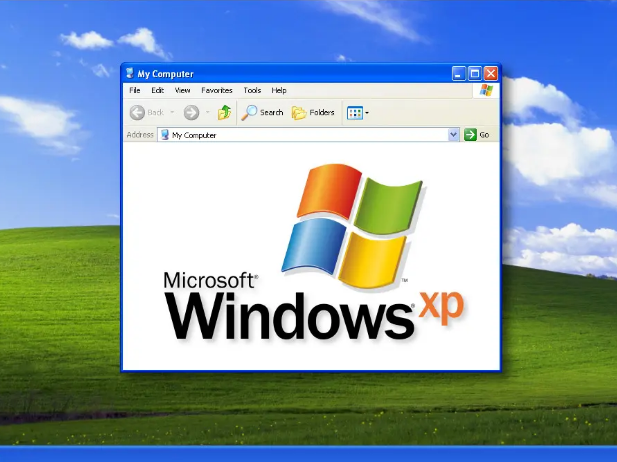 My Computer
File Edit View Favorites Tools Help
Back Search Folders
Address My Computer Go
Microsoft®
Windows® xp
™